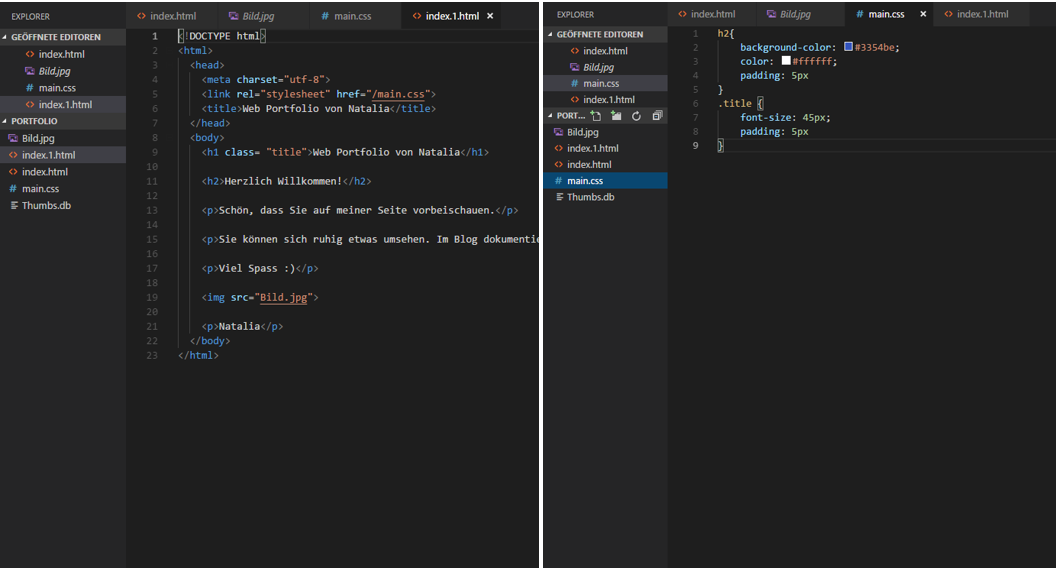 EXPLORER
GEÖFFNETE EDITOREN
index.html
Bild.jpg
main.css
index.1.html
PORTFOLIO
Bild.jpg
index.1.html
index.html
main.css
Thumbs.db
index.html Bild.jpg main.css index.1.html ×
1 <!DOCTYPE html>
2 <html>
3 <head>
4 <meta charset="utf-8">
5 <link rel="stylesheet" href="/main.css">
6 <title>Web Portfolio von Natalia</title>
7 </head>
8 <body>
9 <h1 class= "title">Web Portfolio von Natalia</h1>
10
11 <h2>Herzlich Willkommen!</h2>
12
13 <p>Schön, dass Sie auf meiner Seite vorbeischauen.</p>
14
15 <p>Sie können sich ruhig etwas umsehen. Im Blog dokumentie
16
17 <p>Viel Spass :)</p>
18
19 <img src="Bild.jpg">
20
21 <p>Natalia</p>
22 </body>
23 </html>
EXPLORER
GEÖFFNETE EDITOREN
index.html
Bild.jpg
main.css
index.1.html
PORT...
Bild.jpg
index.1.html
index.html
main.css
Thumbs.db
index.html Bild.jpg main.css × index.1.html
1 h2{
2 background-color: #3354be;
3 color: #ffffff;
4 padding: 5px
5 }
6 .title {
7 font-size: 45px;
8 padding: 5px
9 }